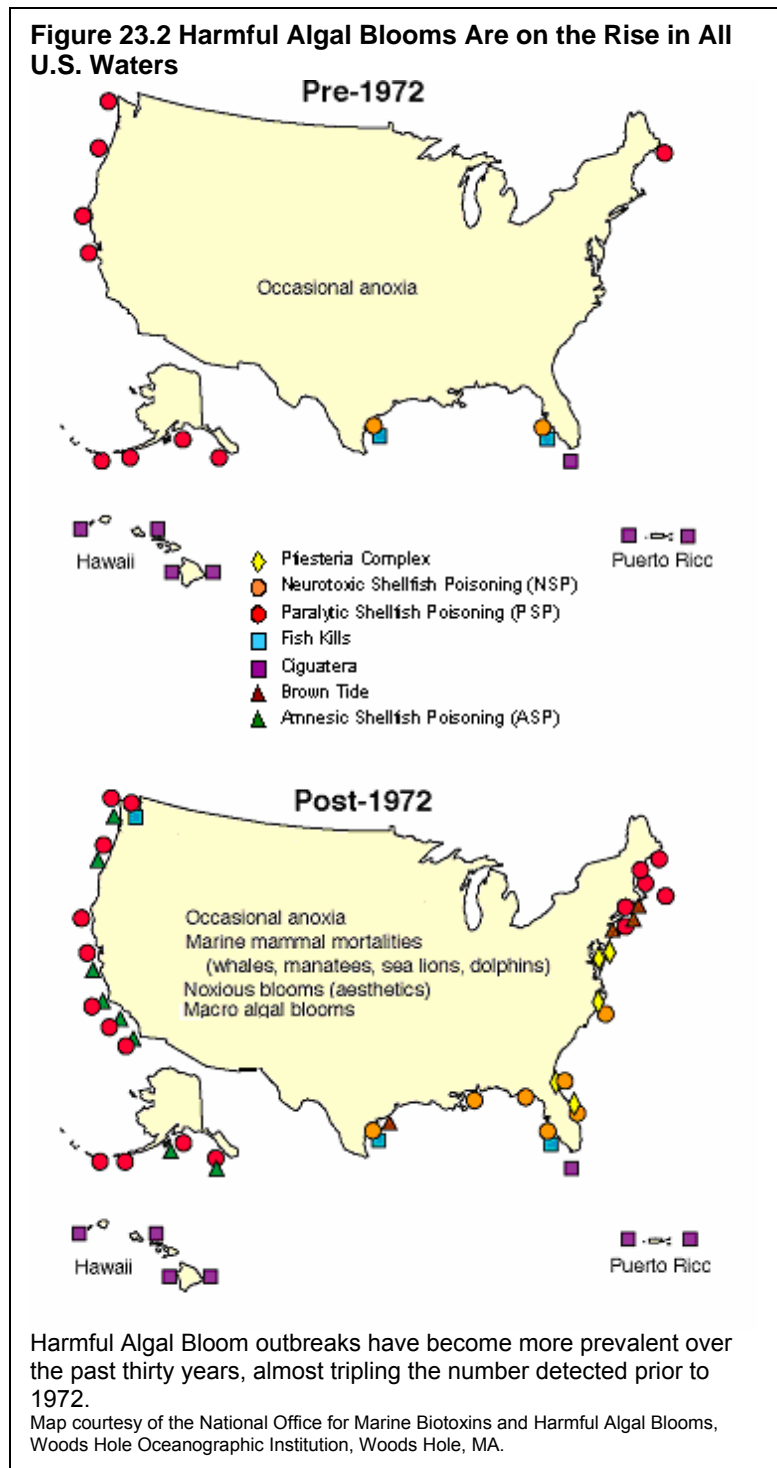 Figure 23.2 Harmful Algal Blooms Are on the Rise in All
U.S. Waters
Pre-1972
Occasional anoxia
Hawaii
Puerto Ricc
Pfiesteria Complex
Neurotoxic Shellfish Poisoning (NSP)
Paralytic Shellfish Poisoning (PSP)
Fish Kills
Ciguatera
Brown Tide
Amnesic Shellfish Poisoning (ASP)
Post-1972
Occasional anoxia
Marine mammal mortalities
(whales, manatees, sea lions, dolphins)
Noxious blooms (aesthetics)
Macro algal blooms
Hawaii
Puerto Ricc
Harmful Algal Bloom outbreaks have become more prevalent over
the past thirty years, almost tripling the number detected prior to
1972.
Map courtesy of the National Office for Marine Biotoxins and Harmful Algal Blooms,
Woods Hole Oceanographic Institution, Woods Hole, MA.